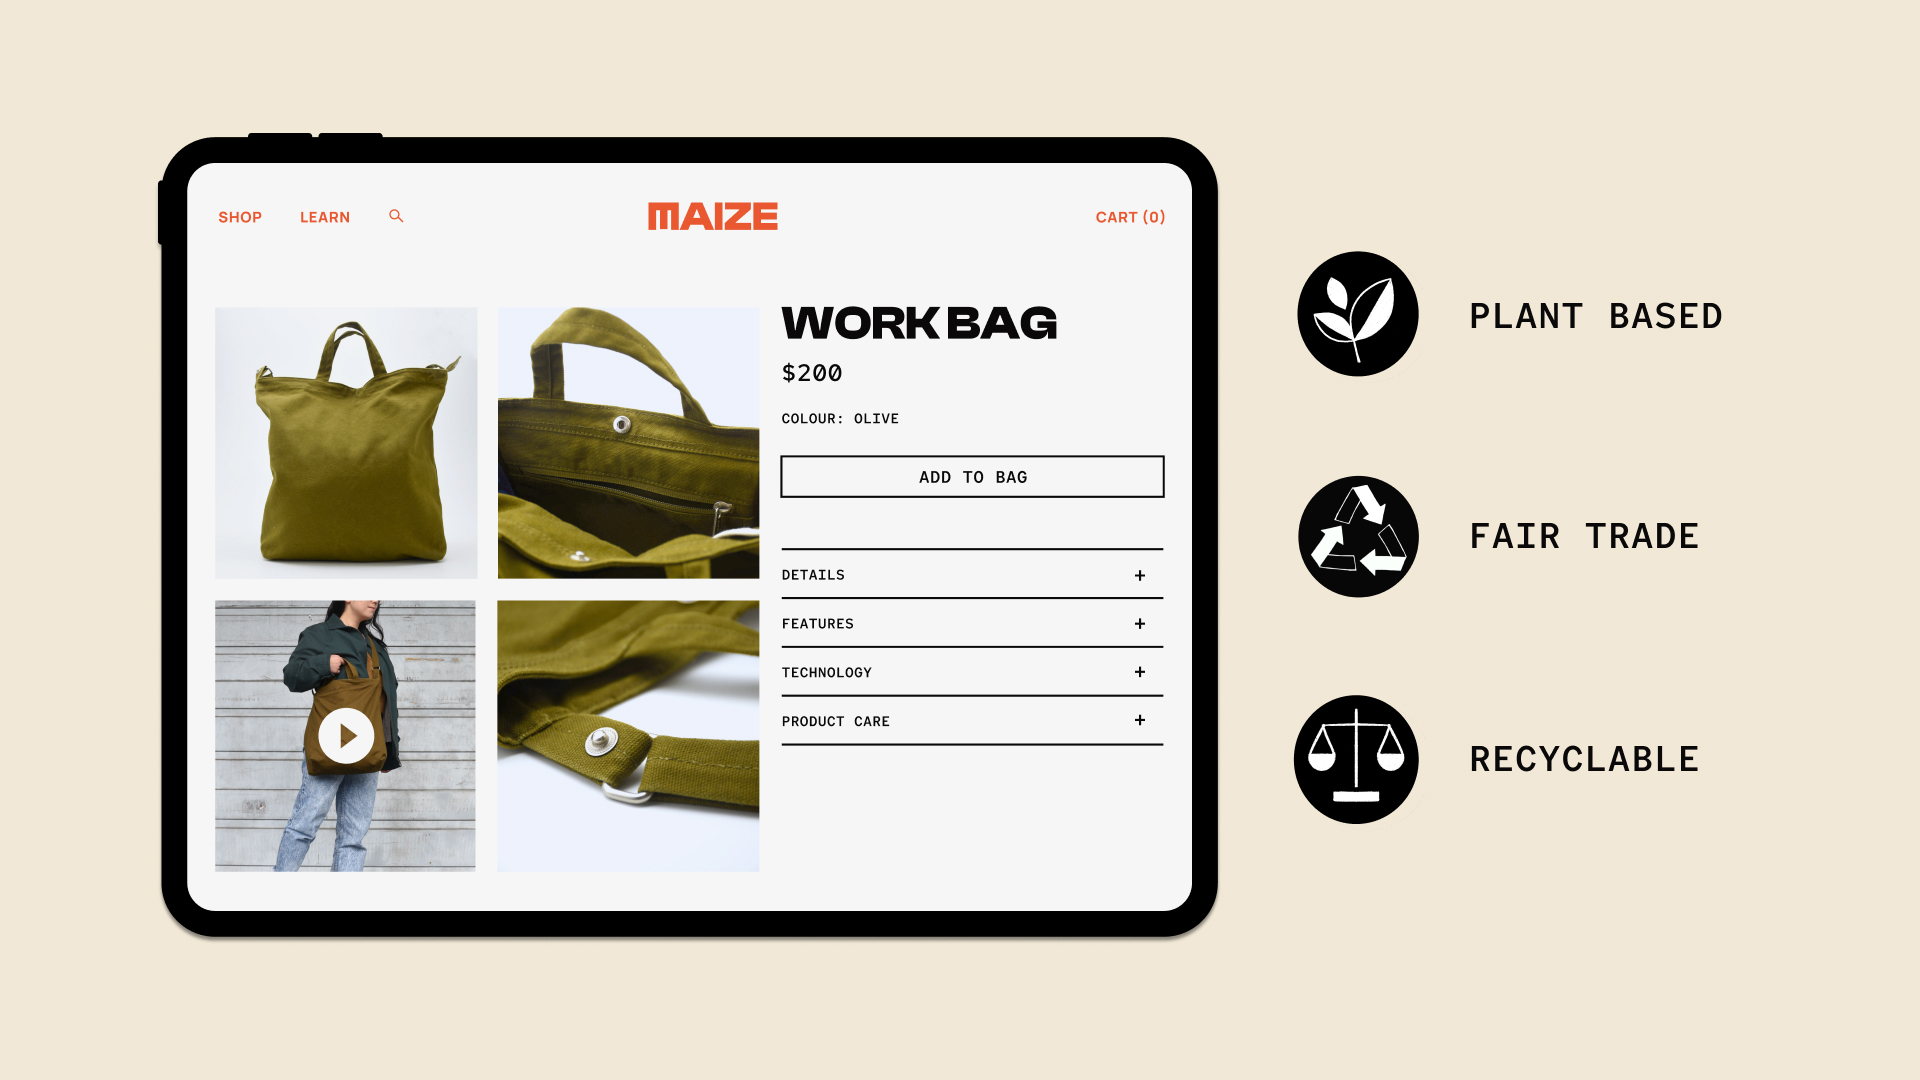 SHOP
LEARN
MAIZE
CART (0)
WORK BAG
$200
COLOUR: OLIVE
ADD TO BAG
DETAILS +
FEATURES +
TECHNOLOGY +
PRODUCT CARE +
PLANT BASED
FAIR TRADE
RECYCLABLE